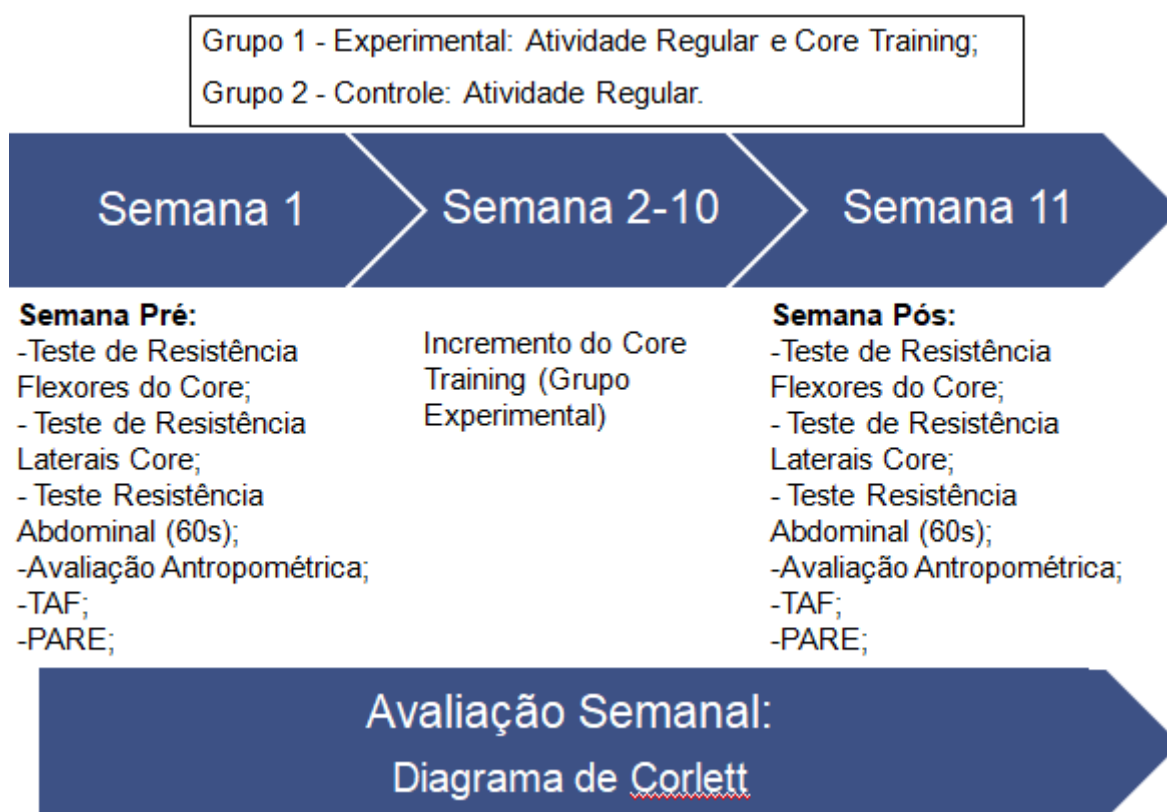 Grupo 1 - Experimental: Atividade Regular e Core Training;
Grupo 2 - Controle: Atividade Regular.
Semana 1
Semana 2-10
Semana 11
Semana Pré:
-Teste de Resistência
Flexores do Core;
- Teste de Resistência
Laterais Core;
- Teste Resistência
Abdominal (60s);
-Avaliação Antropométrica;
-TAF;
-PARE;
Incremento do Core
Training (Grupo
Experimental)
Semana Pós:
-Teste de Resistência
Flexores do Core;
- Teste de Resistência
Laterais Core;
- Teste Resistência
Abdominal (60s);
-Avaliação Antropométrica;
-TAF;
-PARE;
Avaliação Semanal:
Diagrama de Corlett